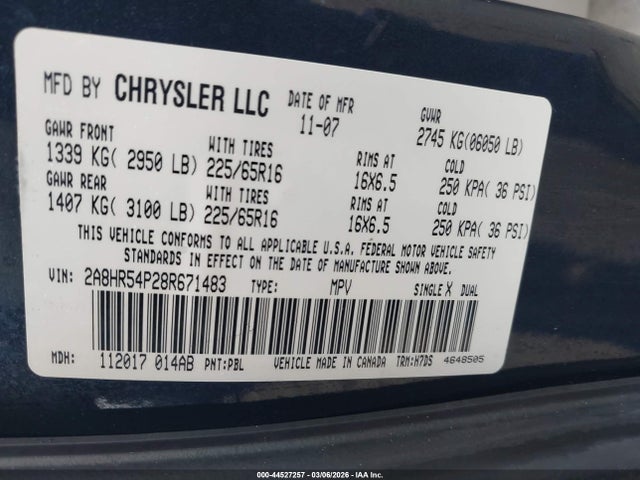 MFD BY CHRYSLER LLC DATE OF MFR GVWR
11-07 2745 KG(06050 LB)
GAWR FRONT WITH TIRES RIMS AT COLD
1339 KG( 2950 LB) 225/65R16 16X6.5 250 KPA( 36 PSI)
GAWR REAR WITH TIRES RIMS AT COLD
1407 KG( 3100 LB) 225/65R16 16X6.5 250 KPA( 36 PSI)
THIS VEHICLE CONFORMS TO ALL APPLICABLE U.S.A. FEDERAL MOTOR VEHICLE SAFETY
STANDARDS IN EFFECT ON THE DATE OF MANUFACTURE SHOWN ABOVE.
VIN: 2A8HR54P28R671483 TYPE: MPV SINGLE X DUAL
MDH: 112017 014AB PNT:PBL VEHICLE MADE IN CANADA TRM:H7DS 4648505
000-44527257 - 03/06/2026 - IAA Inc.